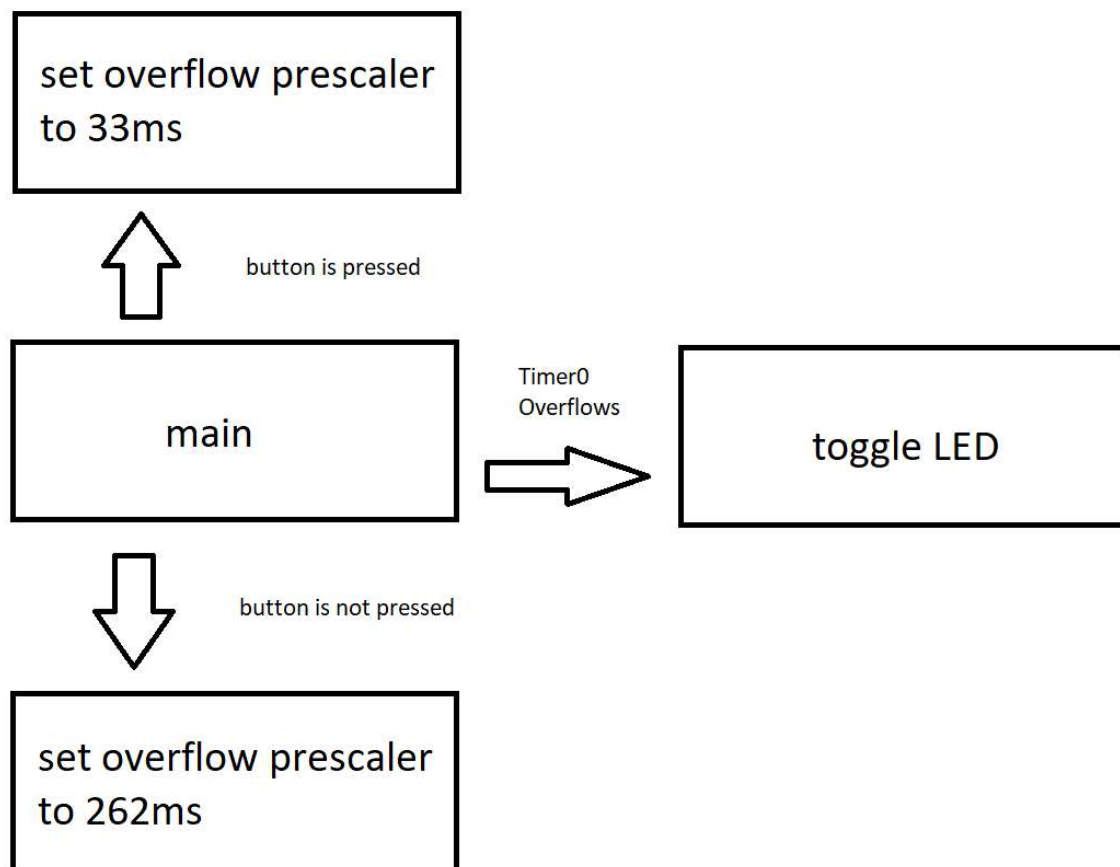 set overflow prescaler
to 33ms
button is pressed
main
Timer0
Overflows
toggle LED
button is not pressed
set overflow prescaler
to 262ms